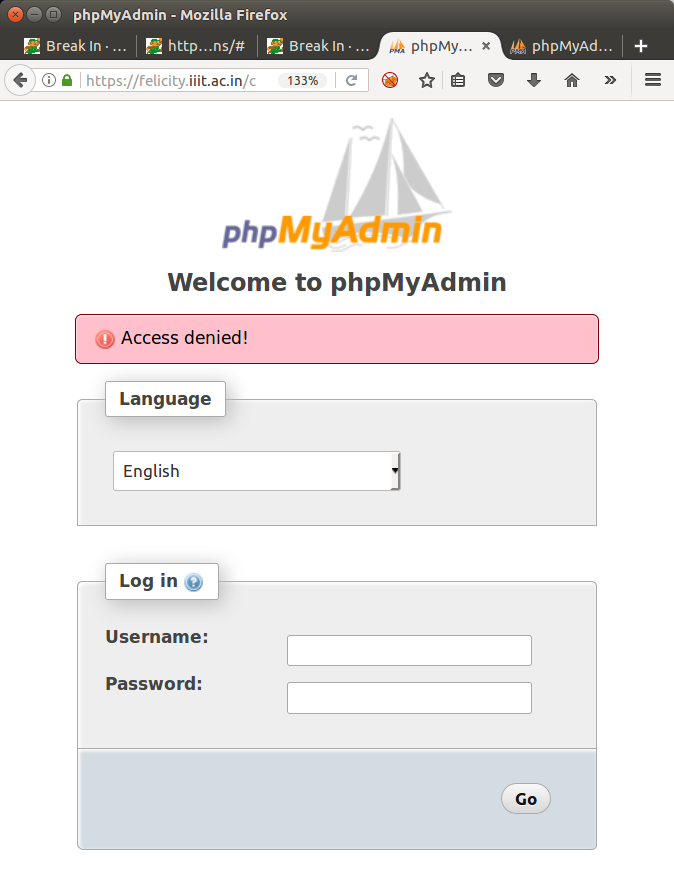 phpMyAdmin - Mozilla Firefox
Break In · ... http...ns/# Break In · ... phpMy... phpMyAd...
https://felicity.iiit.ac.in/c 133%
phpMyAdmin
Welcome to phpMyAdmin
Access denied!
Language
English
Log in
Username:
Password:
Go